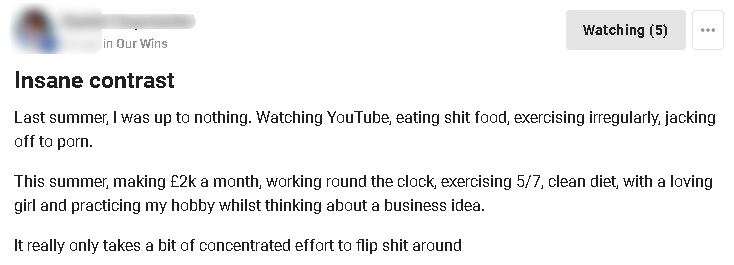 in Our Wins
Watching (5)
Insane contrast
Last summer, I was up to nothing. Watching YouTube, eating shit food, exercising irregularly, jacking
off to porn.
This summer, making £2k a month, working round the clock, exercising 5/7, clean diet, with a loving
girl and practicing my hobby whilst thinking about a business idea.
It really only takes a bit of concentrated effort to flip shit around